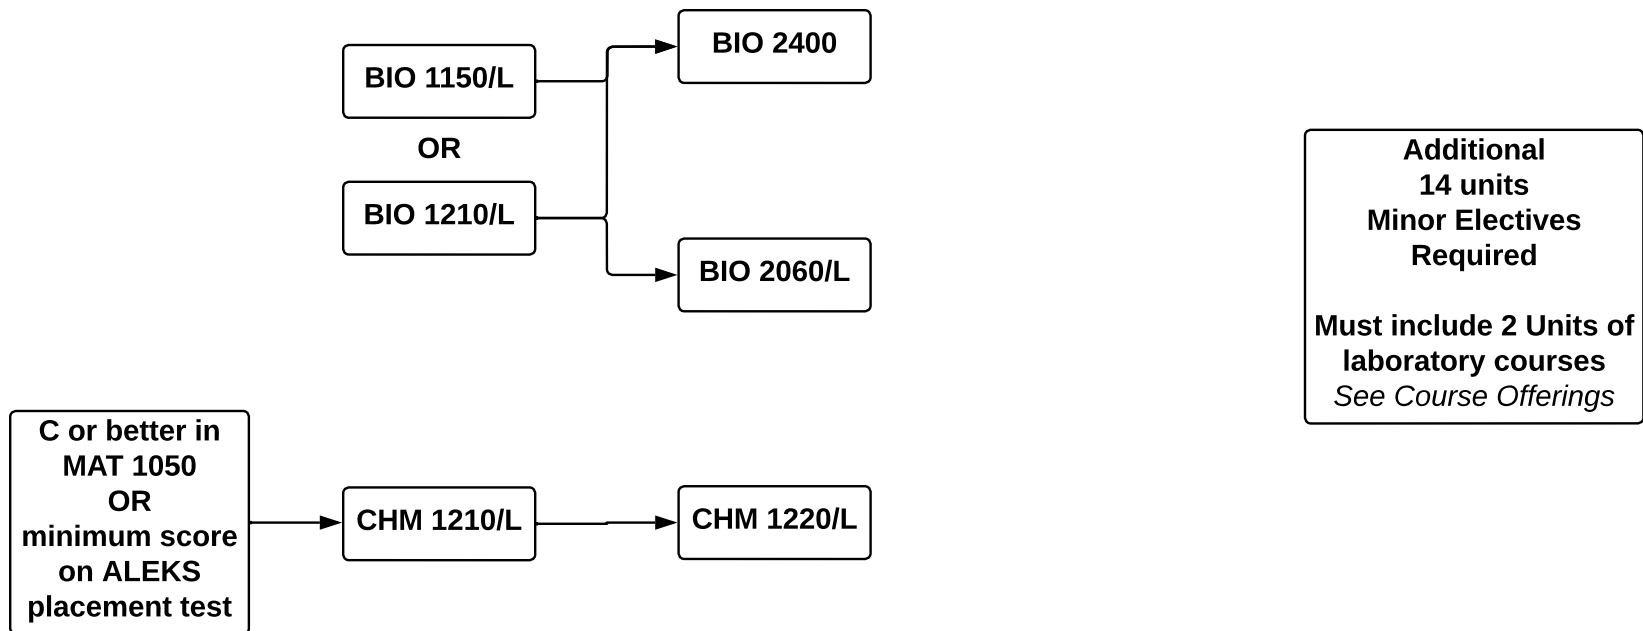 BIO 2400
BIO 1150/L
OR
BIO 1210/L
BIO 2060/L
Additional
14 units
Minor Electives
Required
Must include 2 Units of
laboratory courses
See Course Offerings
C or better in
MAT 1050
OR
minimum score
on ALEKS
placement test
CHM 1210/L
CHM 1220/L